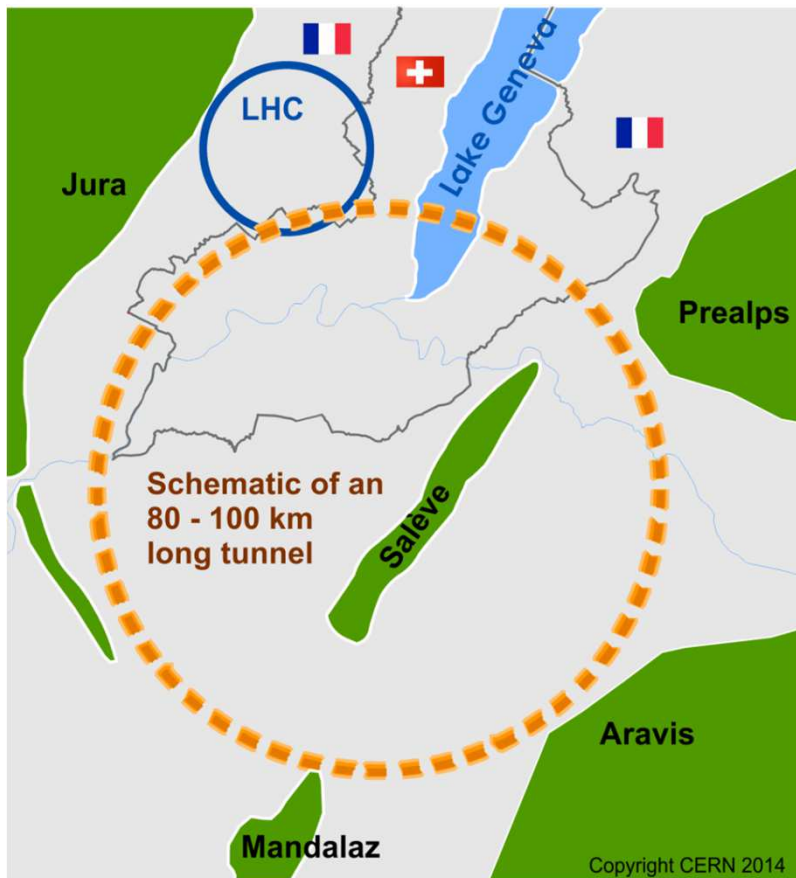 LHC
Lake Geneva
Jura
Prealps
Schematic of an
80 - 100 km
long tunnel
Salève
Aravis
Mandalaz
Copyright CERN 2014